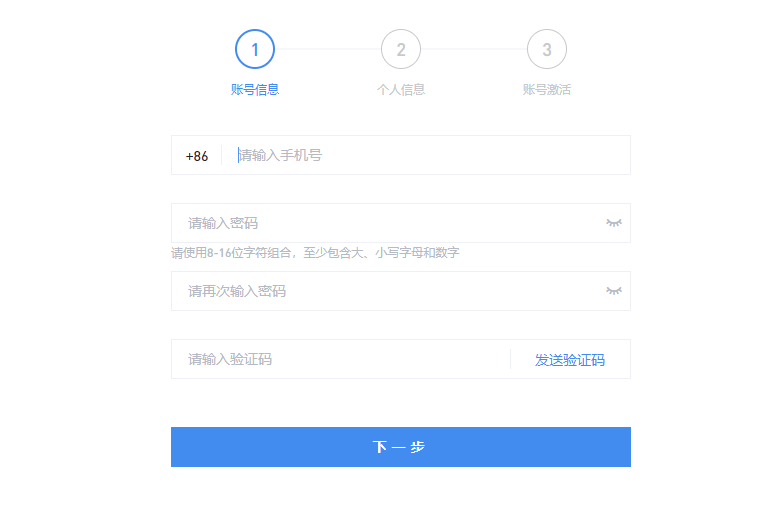 1
2
3
账号信息
个人信息
账号激活
+86 请输入手机号
请输入密码
请使用8-16位字符组合，至少包含大、小写字母和数字
请再次输入密码
请输入验证码 发送验证码
下一步